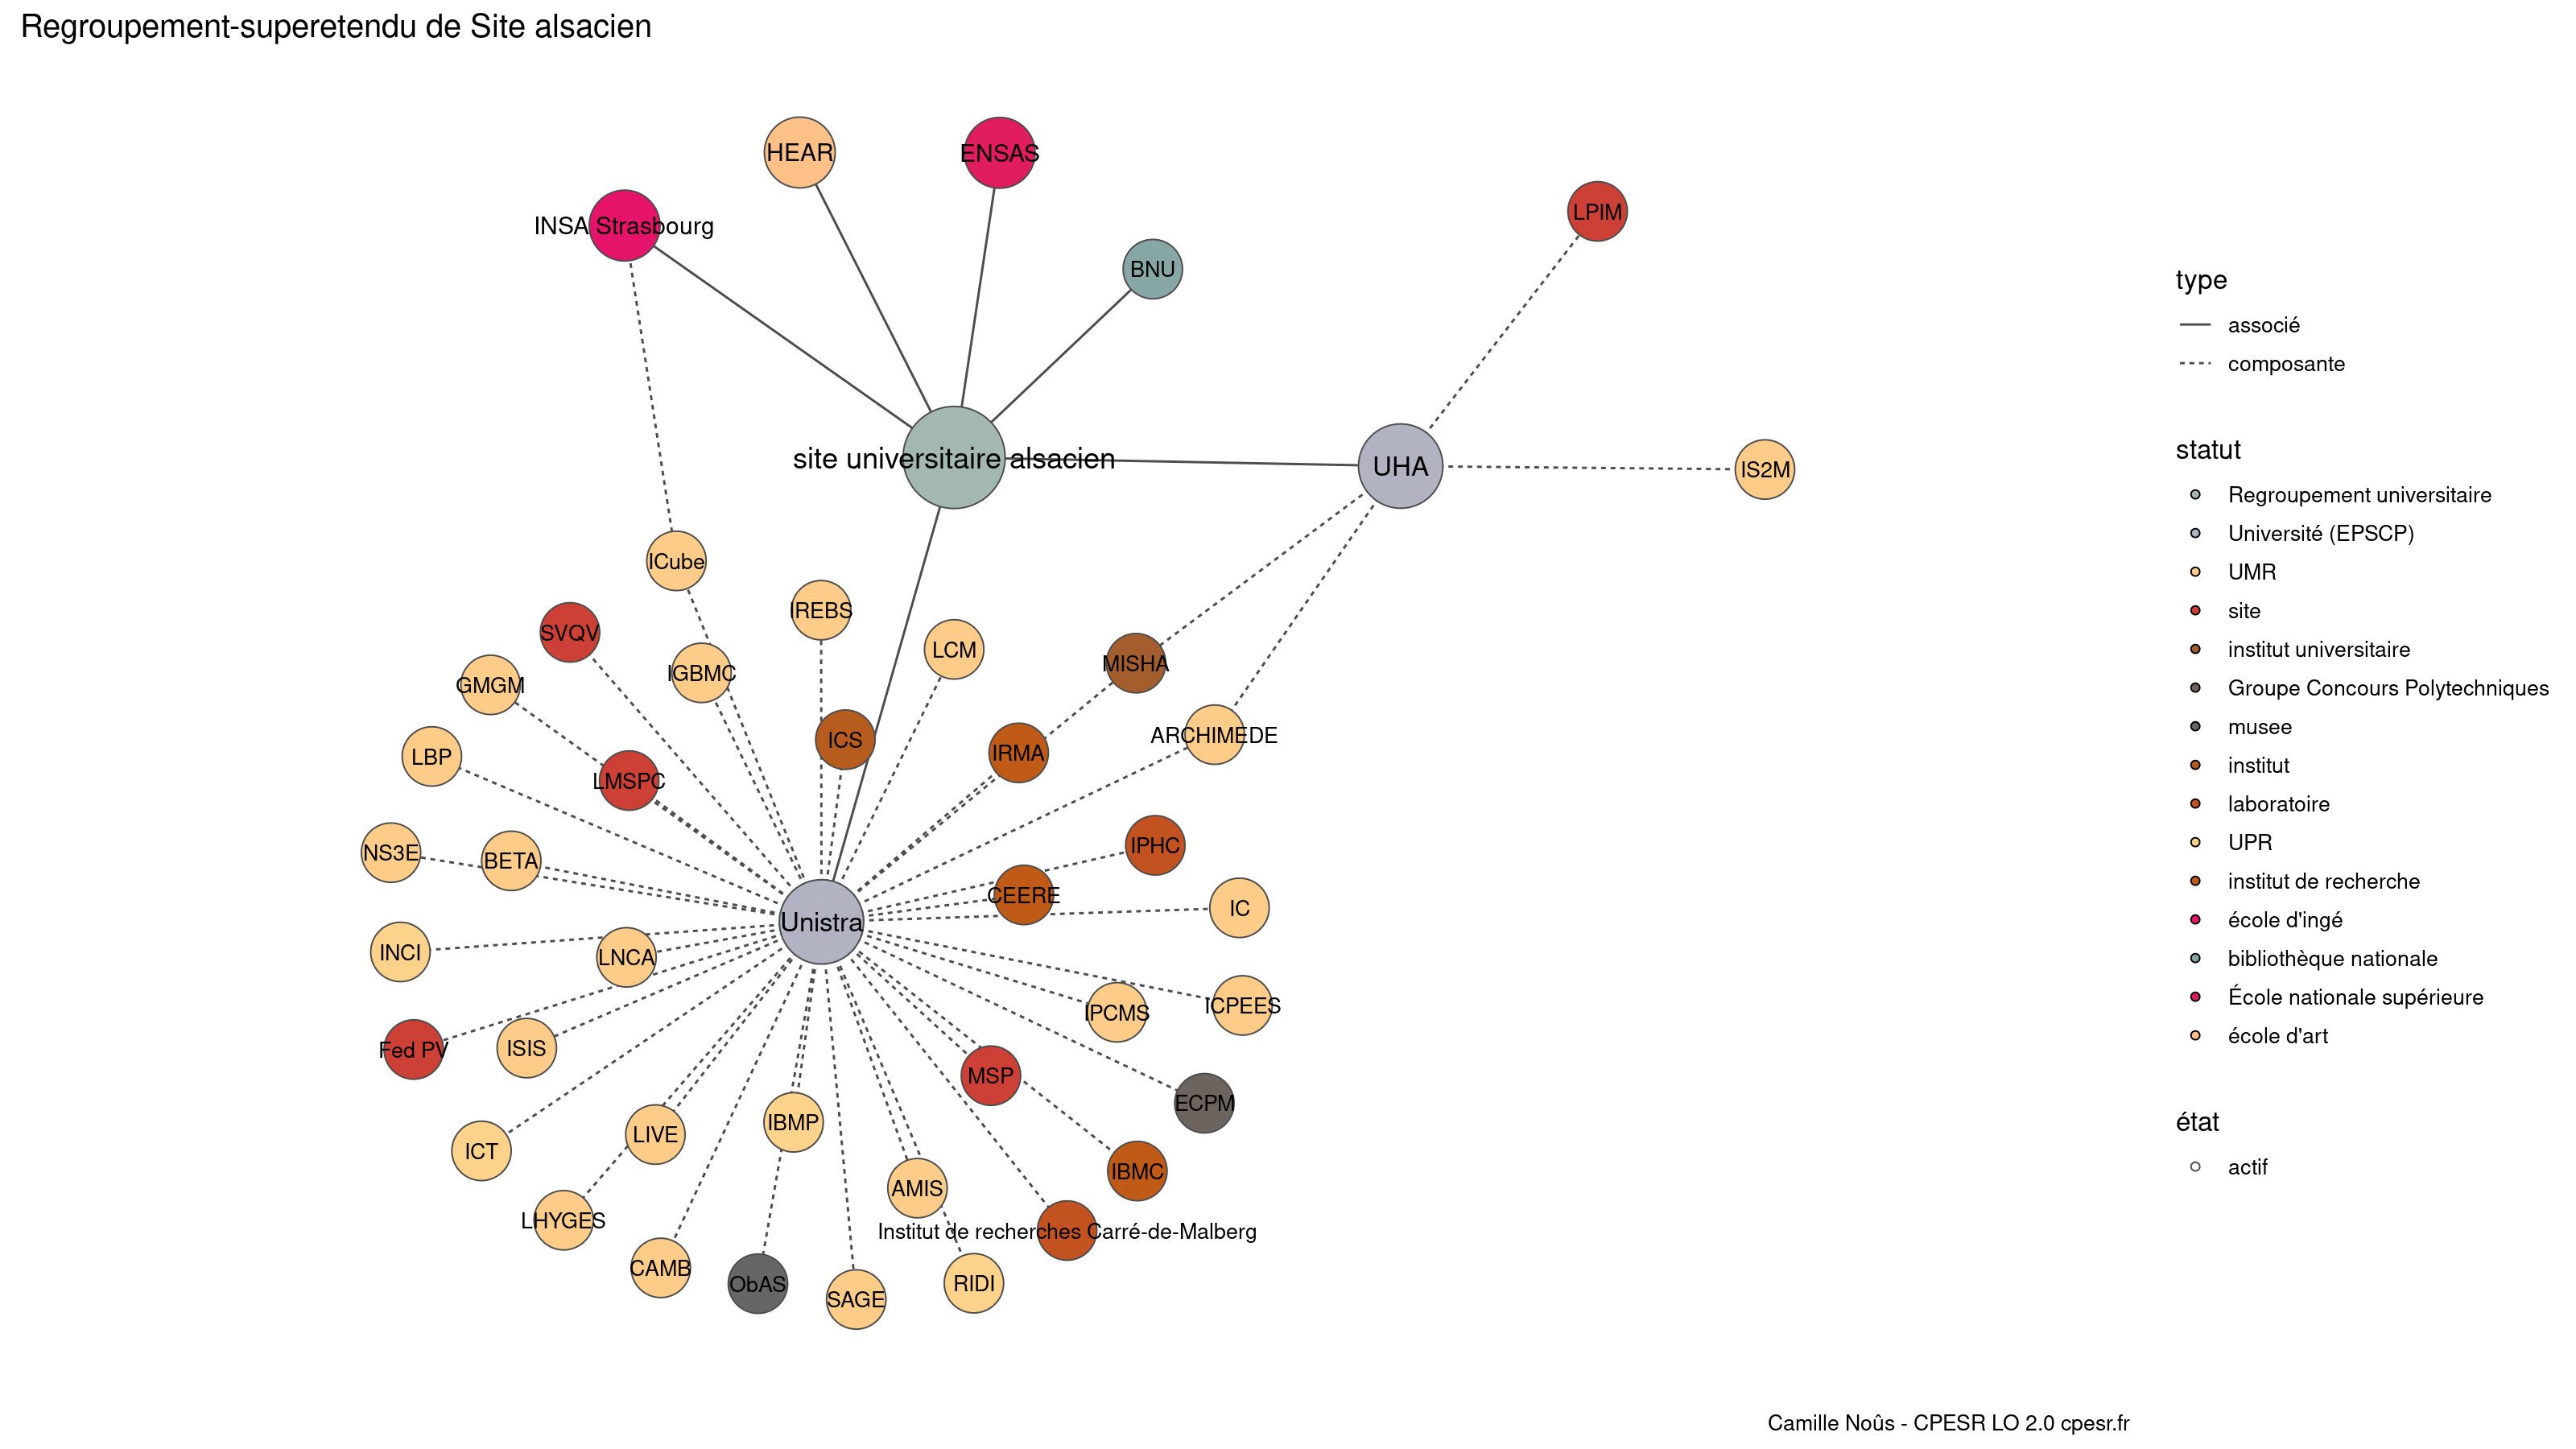 Regroupement-superetendu de Site alsacien
HEAR
ENSAS
LPIM
INSA Strasbourg
BNU
site universitaire alsacien
UHA
IS2M
ICube
IREBS
SVQV
LCM
MISHA
IGBMC
GMGM
ARCHIMEDE
ICS
IRMA
LBP
LMSPC
IPHC
NS3E
BETA
CEERE
IC
Unistra
INCI
LNCA
ICPEES
IPCMS
Fed PV
ISIS
MSP
ECPM
IBMP
LIVE
ICT
IBMC
AMIS
LHYGES
Institut de recherches Carré-de-Malberg
CAMB
ObAS
RIDI
SAGE
type
associé
composante
statut
Regroupement universitaire
Université (EPSCP)
UMR
site
institut universitaire
Groupe Concours Polytechniques
musee
institut
laboratoire
UPR
institut de recherche
école d'ingé
bibliothèque nationale
École nationale supérieure
école d'art
état
actif
Camille Noûs - CPESR LO 2.0 cpesr.fr